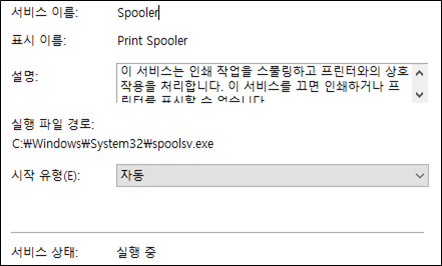 서비스 이름: Spooler
표시 이름: Print Spooler
설명: 이 서비스는 인쇄 작업을 스풀링하고 프린터와의 상호
작용을 처리합니다. 이 서비스를 끄면 인쇄하거나 프
린터를 표시할 수 없습니다.
실행 파일 경로:
C:\Windows\System32\spoolsv.exe
시작 유형(E): 자동
서비스 상태: 실행 중